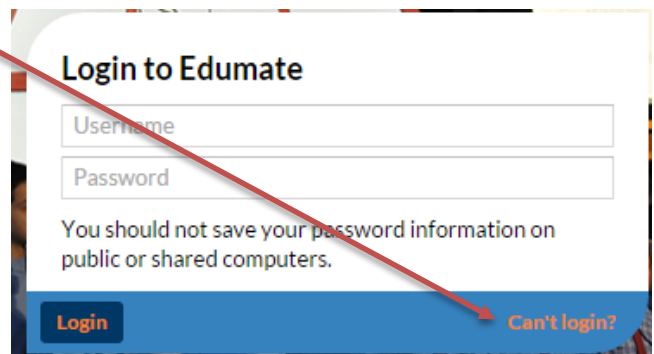 Login to Edumate
Username
Password
You should not save your password information on
public or shared computers.
Login
Can't login?